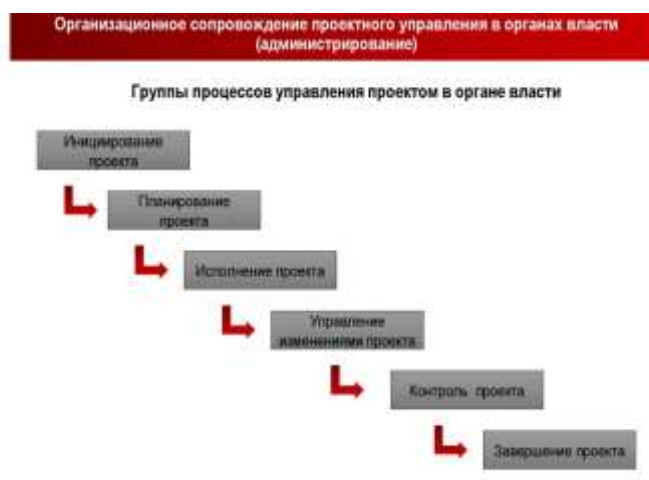 Организационное сопровождение проектного управления в органах власти
(администрирование)
Группы процессов управления проектом в органе власти
Инициирование
проекта
Планирование
проекта
Исполнение проекта
Управление
изменениями проекта
Контроль проекта
Завершение проекта